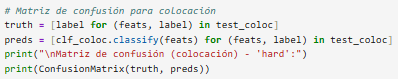 # Matriz de confusión para colocación
truth = [label for (feats, label) in test_coloc]
preds = [clf_coloc.classify(feats) for (feats, label) in test_coloc]
print("\nMatriz de confusión (colocación) - 'hard':")
print(ConfusionMatrix(truth, preds))